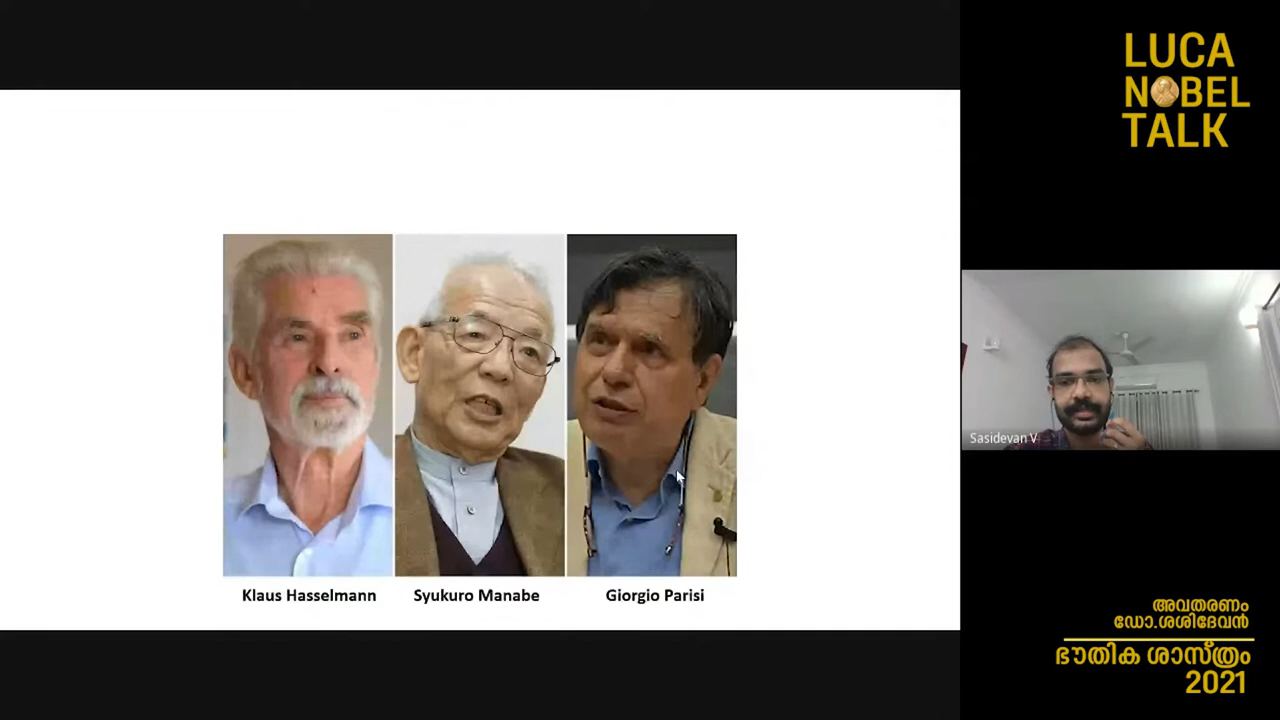 LUCA
NOBEL
TALK
Klaus Hasselmann
Syukuro Manabe
Giorgio Parisi
Sasidevan V
അവതരണം
ഡോ.ശശിദേവൻ
ഭൗതിക ശാസ്ത്രം
2021